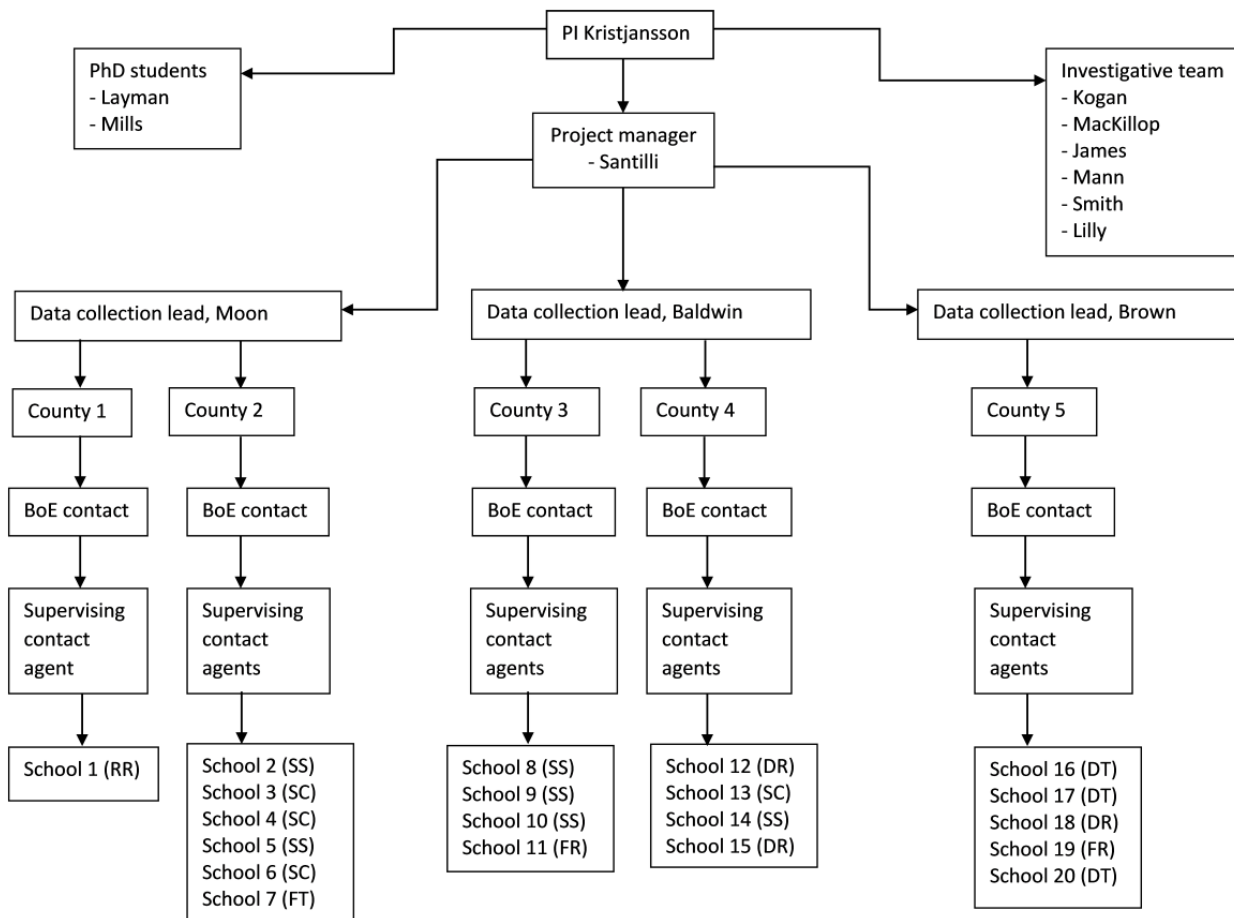 PI Kristjansson
PhD students
- Layman
- Mills
Investigative team
- Kogan
- MacKillop
- James
- Mann
- Smith
- Lilly
Project manager
- Santilli
Data collection lead, Moon
Data collection lead, Baldwin
Data collection lead, Brown
County 1
County 2
County 3
County 4
County 5
BoE contact
BoE contact
BoE contact
BoE contact
BoE contact
Supervising
contact
agent
Supervising
contact
agents
Supervising
contact
agents
Supervising
contact
agents
Supervising
contact
agents
School 1 (RR)
School 2 (SS)
School 3 (SC)
School 4 (SC)
School 5 (SS)
School 6 (SC)
School 7 (FT)
School 8 (SS)
School 9 (SS)
School 10 (SS)
School 11 (FR)
School 12 (DR)
School 13 (SC)
School 14 (SS)
School 15 (DR)
School 16 (DT)
School 17 (DT)
School 18 (DR)
School 19 (FR)
School 20 (DT)